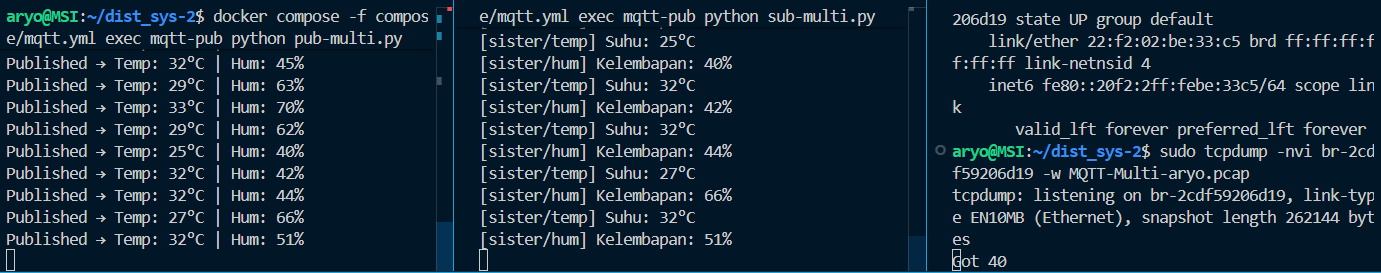 aryo@MSI:~/dist_sys-2$ docker compose -f compos
e/mqtt.yml exec mqtt-pub python pub-multi.py
Published → Temp: 32°C | Hum: 45%
Published → Temp: 29°C | Hum: 63%
Published → Temp: 33°C | Hum: 70%
Published → Temp: 29°C | Hum: 62%
Published → Temp: 25°C | Hum: 40%
Published → Temp: 32°C | Hum: 42%
Published → Temp: 32°C | Hum: 44%
Published → Temp: 27°C | Hum: 66%
Published → Temp: 32°C | Hum: 51%
e/mqtt.yml exec mqtt-pub python sub-multi.py
[sister/temp] Suhu: 25°C
[sister/hum] Kelembapan: 40%
[sister/temp] Suhu: 32°C
[sister/hum] Kelembapan: 42%
[sister/temp] Suhu: 32°C
[sister/hum] Kelembapan: 44%
[sister/temp] Suhu: 27°C
[sister/hum] Kelembapan: 66%
[sister/temp] Suhu: 32°C
[sister/hum] Kelembapan: 51%
206d19 state UP group default
link/ether 22:f2:02:be:33:c5 brd ff:ff:ff:f
f:ff:ff link-netnsid 4
inet6 fe80::20f2:2ff:febe:33c5/64 scope lin
k
valid_lft forever preferred_lft forever
aryo@MSI:~/dist_sys-2$ sudo tcpdump -nvi br-2cd
f59206d19 -w MQTT-Multi-aryo.pcap
tcpdump: listening on br-2cdf59206d19, link-typ
e EN10MB (Ethernet), snapshot length 262144 byt
es
Got 40